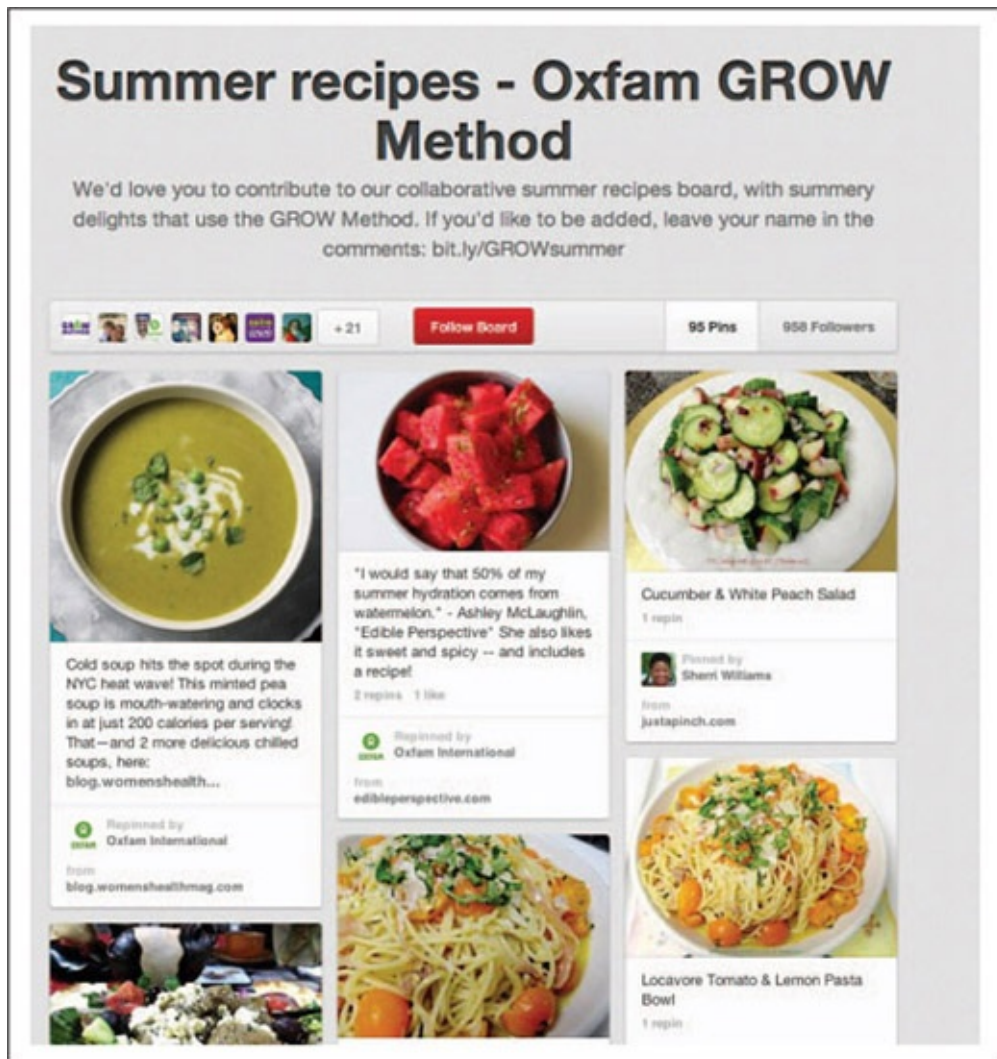 Summer recipes - Oxfam GROW
Method
We'd love you to contribute to our collaborative summer recipes board, with summery
delights that use the GROW Method. If you'd like to be added, leave your name in the
comments: bit.ly/GROWsummer
+ 21
Follow Board
95 Pins
958 Followers
Cold soup hits the spot during the
NYC heat wave! This minted pea
soup is mouth-watering and clocks
in at just 200 calories per serving!
That—and 2 more delicious chilled
soups, here:
blog.womenshealth...
Repinned by
Oxfam International
from
blog.womenshealthmag.com
"I would say that 50% of my
summer hydration comes from
watermelon." - Ashley McLaughlin,
"Edible Perspective" She also likes
it sweet and spicy -- and includes
a recipe!
2 repins 1 like
OXFAM
Repinned by
Oxfam International
from
edibleperspective.com
Cucumber & White Peach Salad
1 repin
Pinned by
Sherri Williams
from
justapinch.com
Locavore Tomato & Lemon Pasta
Bowl
1 repin